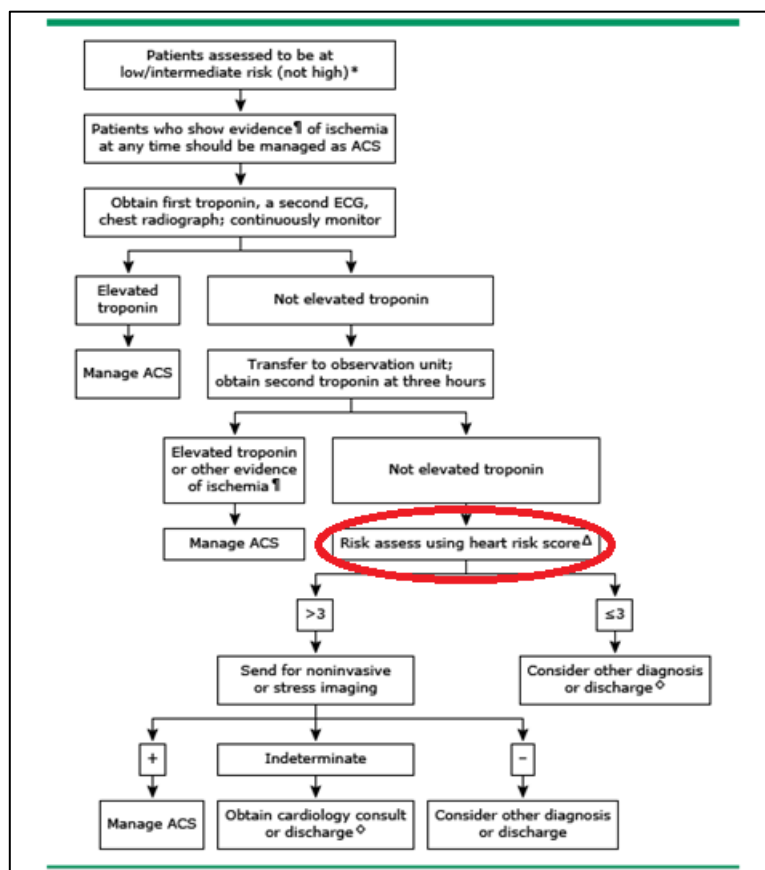 Patients assessed to be at
low/intermediate risk (not high)*
Patients who show evidence¶ of ischemia
at any time should be managed as ACS
Obtain first troponin, a second ECG,
chest radiograph; continuously monitor
Elevated
troponin
Not elevated troponin
Manage ACS
Transfer to observation unit;
obtain second troponin at three hours
Elevated troponin
or other evidence
of ischemia¶
Not elevated troponin
Manage ACS
Risk assess using heart risk scoreΔ
>3
≤3
Send for noninvasive
or stress imaging
Consider other diagnosis
or discharge◊
+
Indeterminate
−
Manage ACS
Obtain cardiology consult
or discharge◊
Consider other diagnosis
or discharge